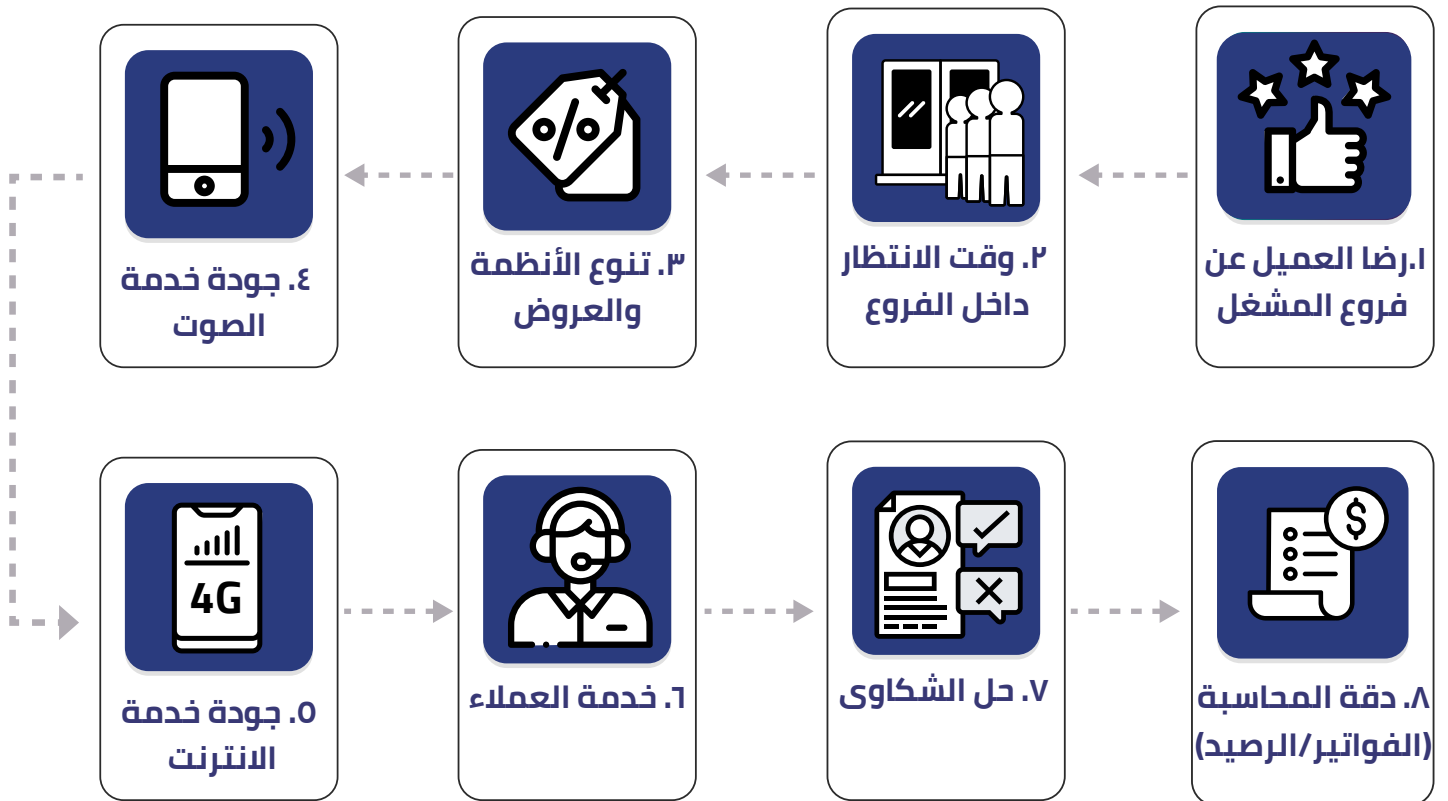 ١.رضا العميل عن
فروع المشغل
٢. وقت الانتظار
داخل الفروع
٣. تنوع الأنظمة
والعروض
٤. جودة خدمة
الصوت
4G
٥. جودة خدمة
الانترنت
٦. خدمة العملاء
٧. حل الشكاوى
$
٨. دقة المحاسبة
(الفواتير/الرصيد)